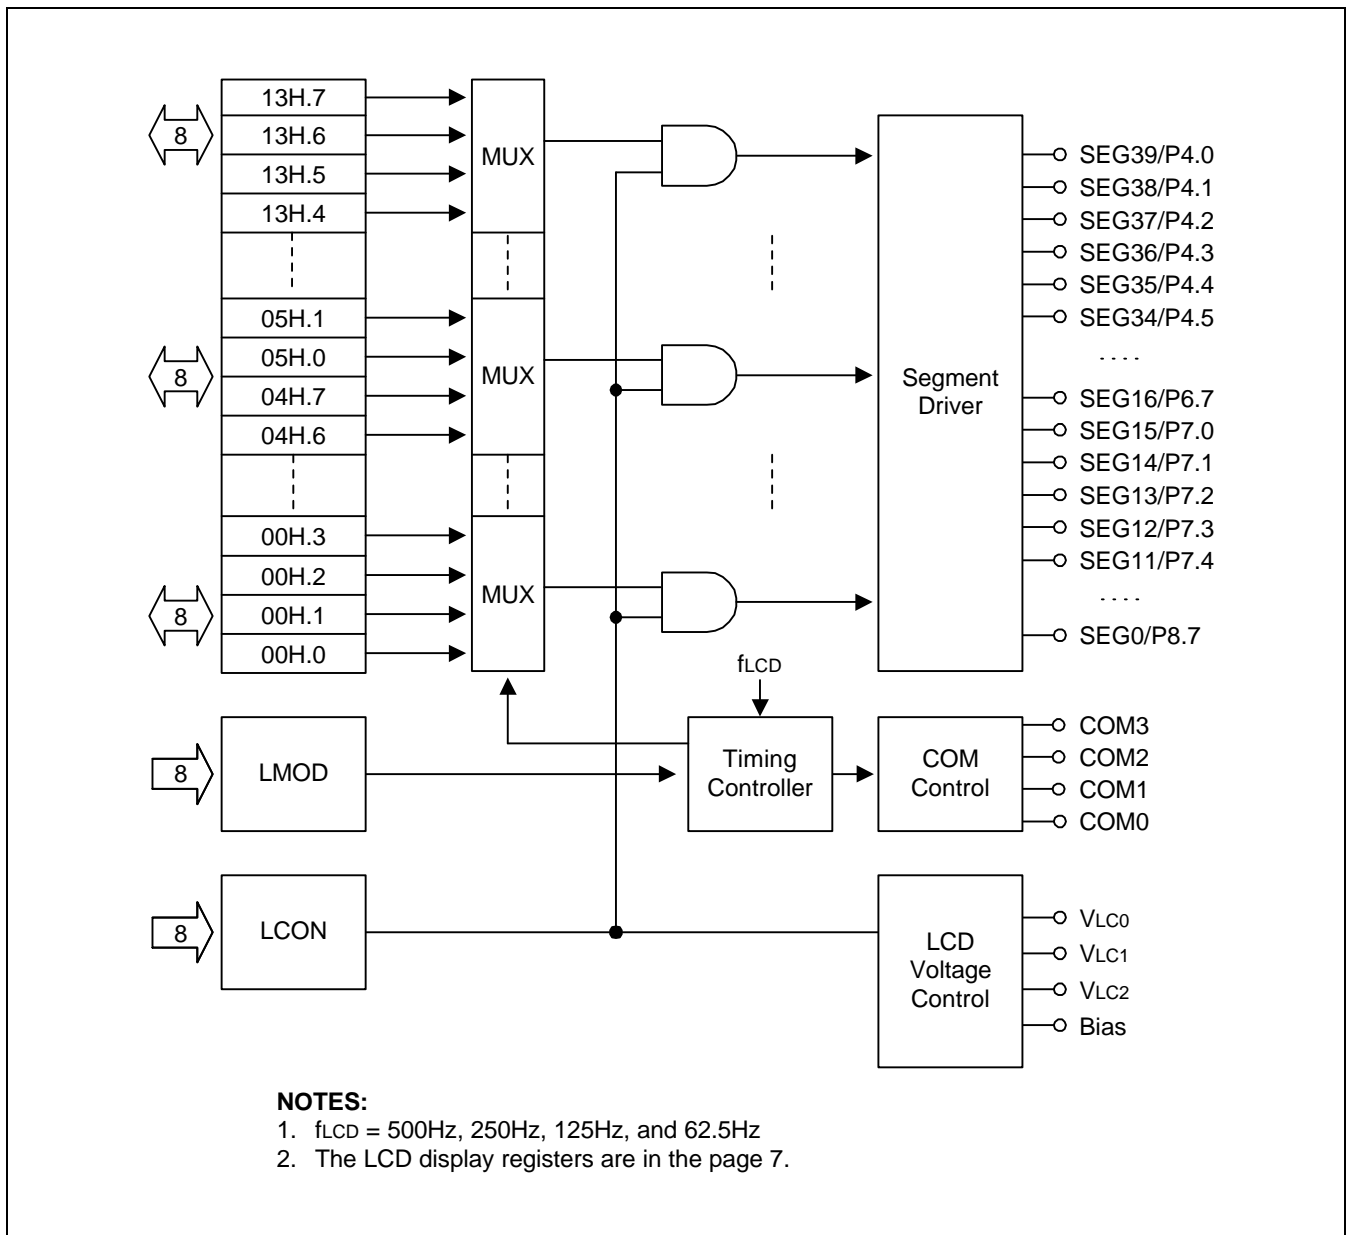 8
13H.7
13H.6
13H.5
13H.4
MUX
8
05H.1
05H.0
04H.7
04H.6
MUX
8
00H.3
00H.2
00H.1
00H.0
MUX
Segment
Driver
SEG39/P4.0
SEG38/P4.1
SEG37/P4.2
SEG36/P4.3
SEG35/P4.4
SEG34/P4.5
SEG16/P6.7
SEG15/P7.0
SEG14/P7.1
SEG13/P7.2
SEG12/P7.3
SEG11/P7.4
SEG0/P8.7
fLCD
8
LMOD
Timing
Controller
COM
Control
COM3
COM2
COM1
COM0
8
LCON
LCD
Voltage
Control
VLC0
VLC1
VLC2
Bias
NOTES:
1. fLCD = 500Hz, 250Hz, 125Hz, and 62.5Hz
2. The LCD display registers are in the page 7.